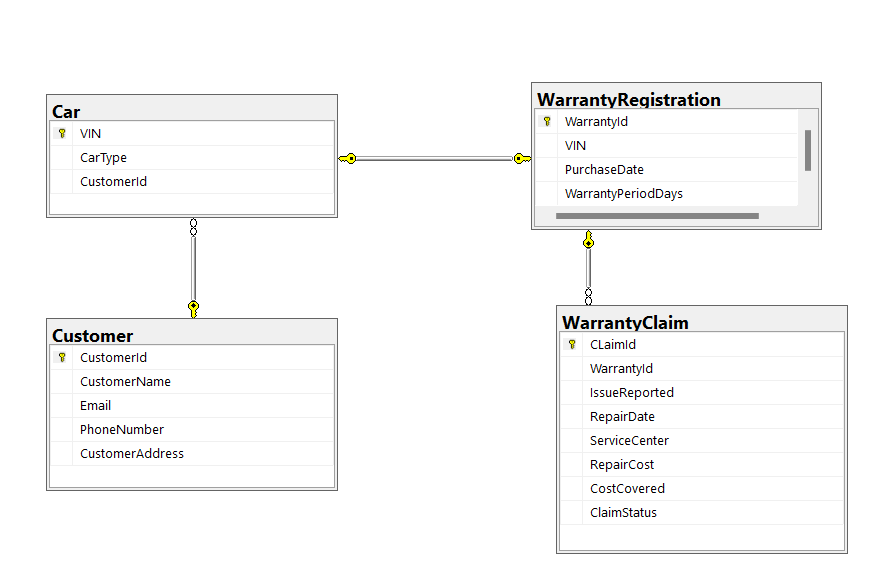 Car
VIN
CarType
CustomerId
WarrantyRegistration
WarrantyId
VIN
PurchaseDate
WarrantyPeriodDays
Customer
CustomerId
CustomerName
Email
PhoneNumber
CustomerAddress
WarrantyClaim
CLaimId
WarrantyId
IssueReported
RepairDate
ServiceCenter
RepairCost
CostCovered
ClaimStatus